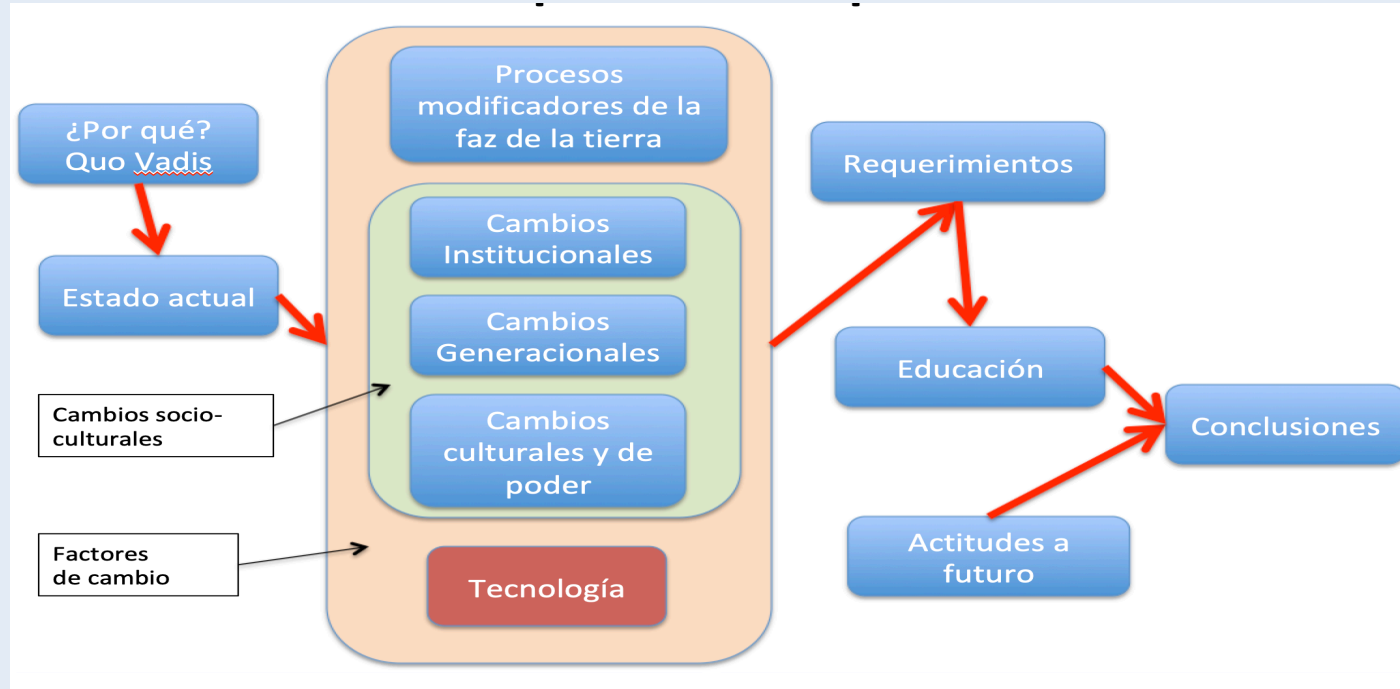 ¿Por qué?
Quo Vadis
Estado actual
Cambios socio-
culturales
Factores
de cambio
Procesos
modificadores de la
faz de la tierra
Cambios
Institucionales
Cambios
Generacionales
Cambios
culturales y de
poder
Tecnología
Requerimientos
Educación
Conclusiones
Actitudes a
futuro